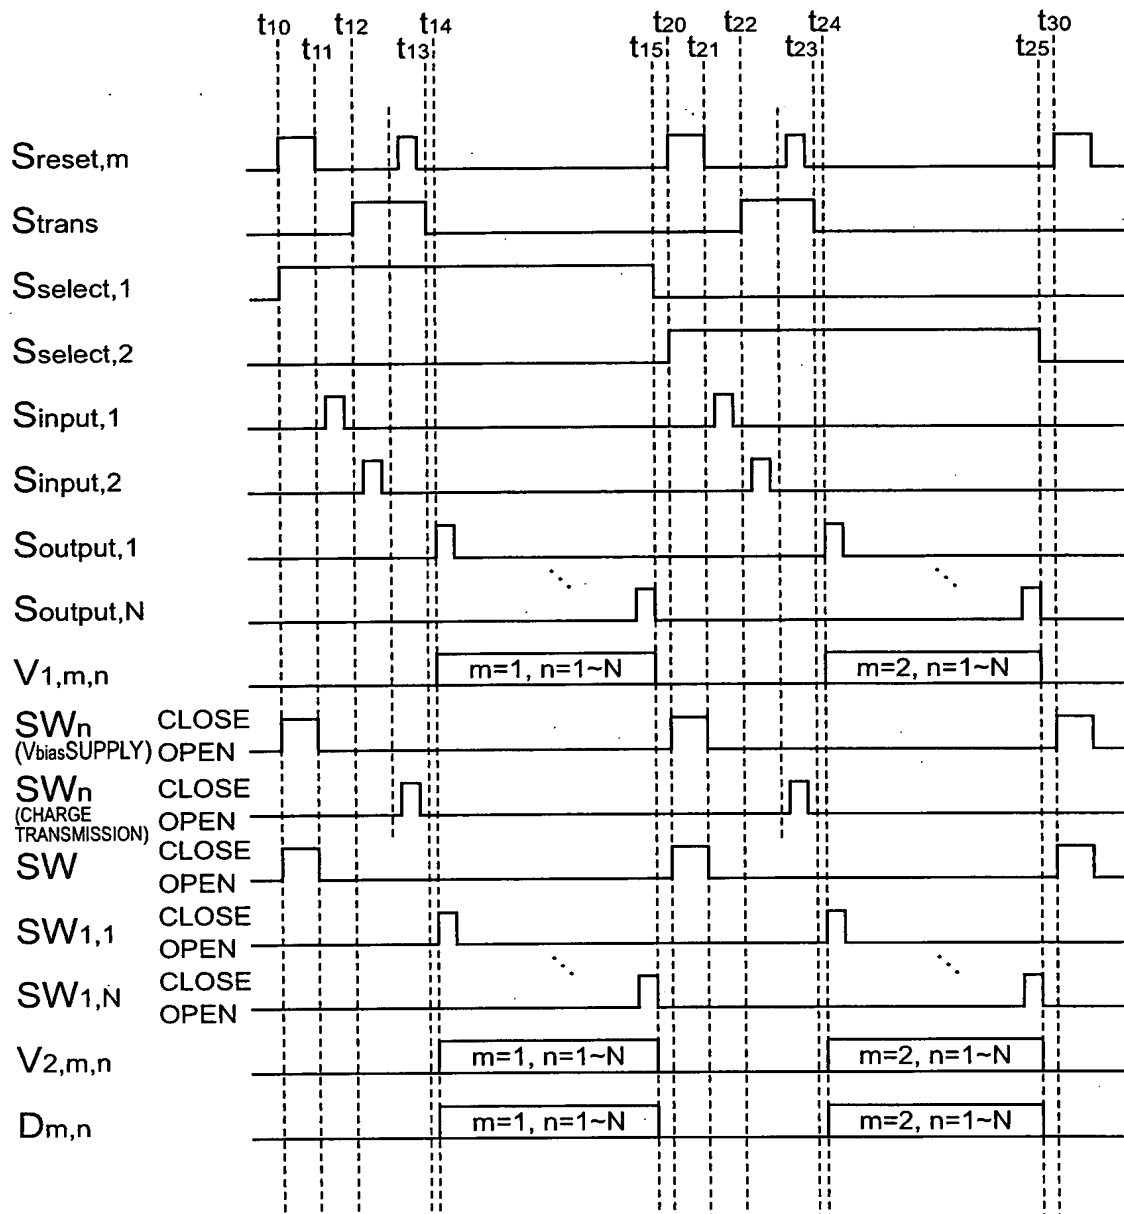 t10 t12 t14 t20 t22 t24 t30
t11 t13 t15 t21 t23 t25
Sreset,m
Strans
Sselect,1
Sselect,2
Sinput,1
Sinput,2
Soutput,1
Soutput,N
V1,m,n m=1, n=1~N m=2, n=1~N
SWn CLOSE
(VbiasSUPPLY) OPEN
SWn CLOSE
(CHARGE OPEN
TRANSMISSION)
SW CLOSE
OPEN
SW1,1 CLOSE
OPEN
SW1,N CLOSE
OPEN
V2,m,n m=1, n=1~N m=2, n=1~N
Dm,n m=1, n=1~N m=2, n=1~N